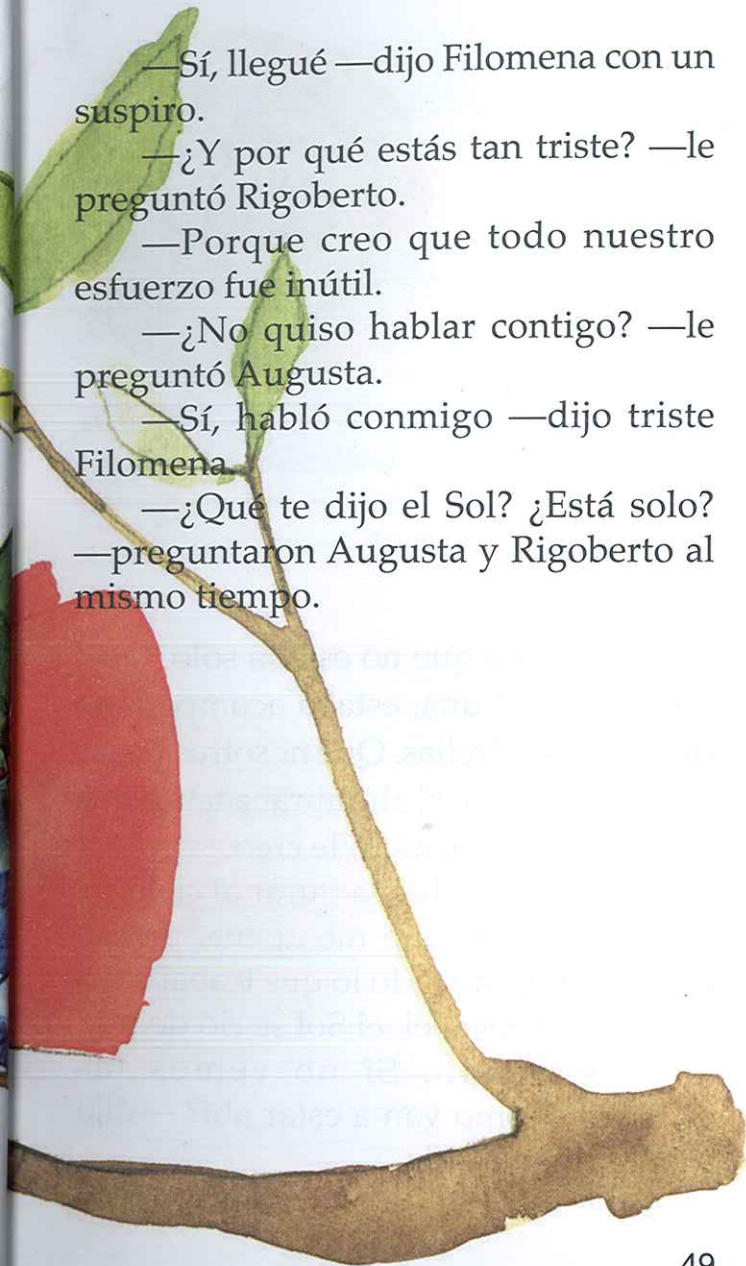 —Sí, llegué —dijo Filomena con un
suspiro.
—¿Y por qué estás tan triste? —le
preguntó Rigoberto.
—Porque creo que todo nuestro
esfuerzo fue inútil.
—¿No quiso hablar contigo? —le
preguntó Augusta.
—Sí, habló conmigo —dijo triste
Filomena.
—¿Qué te dijo el Sol? ¿Está solo?
—preguntaron Augusta y Rigoberto al
mismo tiempo.
49